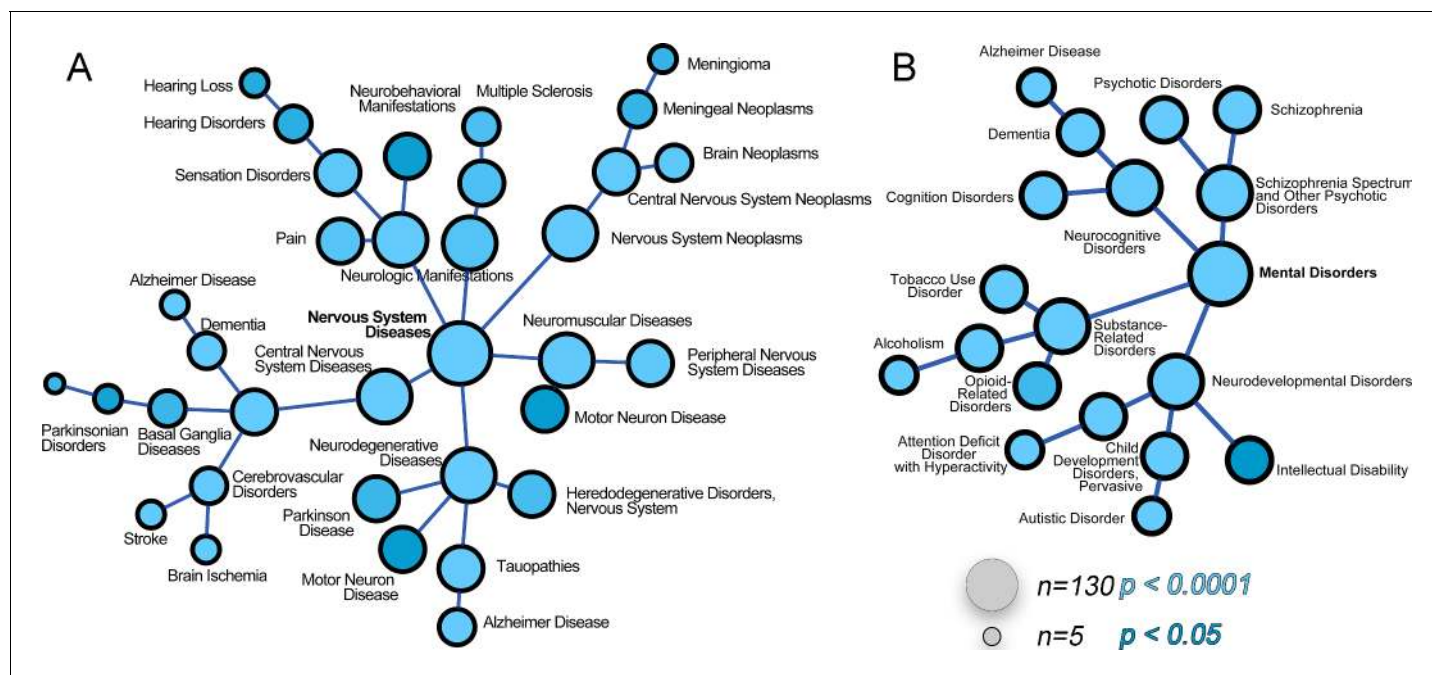 A
Hearing Loss
Hearing Disorders
Sensation Disorders
Pain
Neurobehavioral
Manifestations
Multiple Sclerosis
Neurologic Manifestations
Meningioma
Meningeal Neoplasms
Brain Neoplasms
Central Nervous System Neoplasms
Nervous System Neoplasms
Alzheimer Disease
Dementia
Central Nervous
System Diseases
Nervous System
Diseases
Neuromuscular Diseases
Peripheral Nervous
System Diseases
Motor Neuron Disease
Parkinsonian
Disorders
Basal Ganglia
Diseases
Cerebrovascular
Disorders
Stroke
Brain Ischemia
Neurodegenerative
Diseases
Parkinson
Disease
Motor Neuron
Disease
Heredodegenerative Disorders,
Nervous System
Tauopathies
Alzheimer Disease
B
Alzheimer Disease
Dementia
Cognition Disorders
Neurocognitive
Disorders
Psychotic Disorders
Schizophrenia
Schizophrenia Spectrum
and Other Psychotic
Disorders
Mental Disorders
Tobacco Use
Disorder
Alcoholism
Substance-
Related
Disorders
Opioid-
Related
Disorders
Neurodevelopmental Disorders
Attention Deficit
Disorder
with Hyperactivity
Child
Development
Disorders,
Pervasive
Intellectual Disability
Autistic Disorder
n=130 p < 0.0001
n=5 p < 0.05